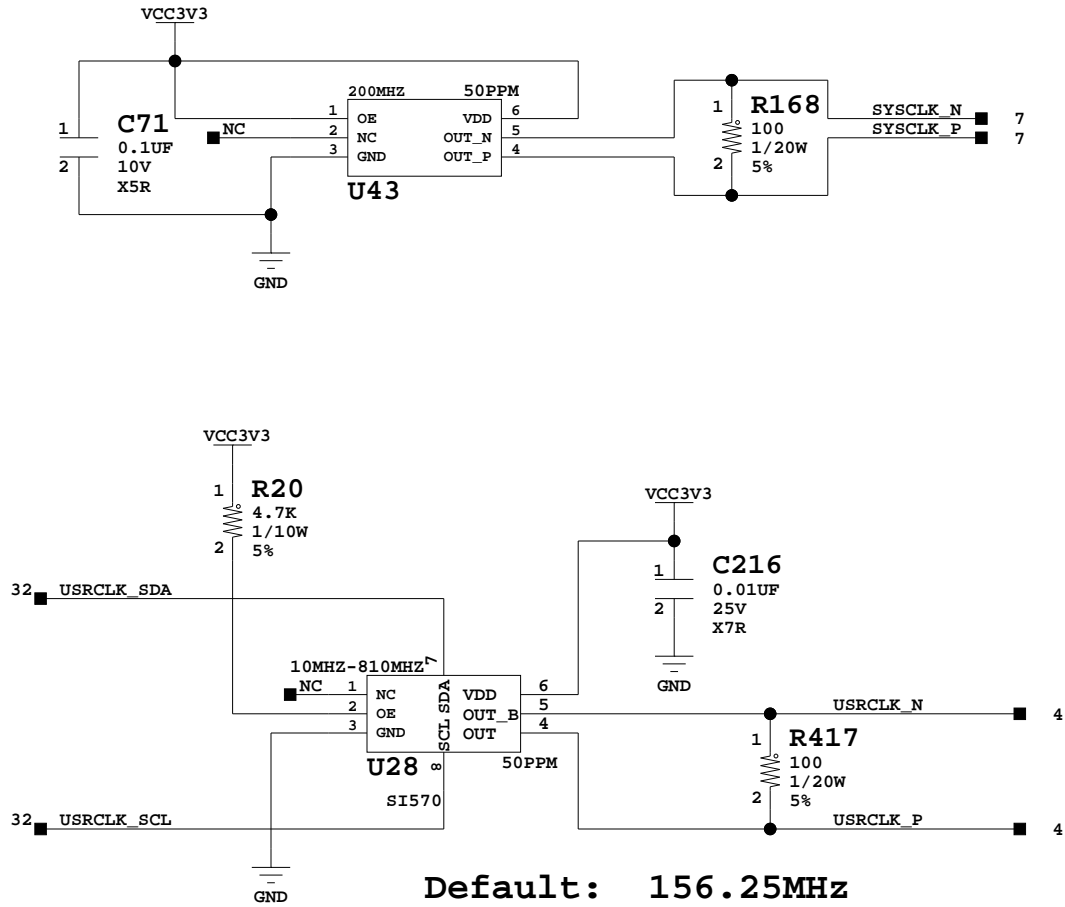 VCC3V3
200MHZ 50PPM
1 C71
0.1UF
10V
X5R
2
NC
1 OE VDD 6
2 NC OUT_N 5
3 GND OUT_P 4
U43
GND
1 R168
100
1/20W
5%
2
SYSCLK_N 7
SYSCLK_P 7
VCC3V3
1 R20
4.7K
1/10W
5%
2
VCC3V3
1 C216
0.01UF
25V
X7R
2
GND
32 USRCLK_SDA
10MHZ-810MHZ 7
NC
1 NC SDA VDD 6
2 OE OUT_B 5
3 GND SCL OUT 4
U28 8 50PPM
SI570
USRCLK_N 4
1 R417
100
1/20W
5%
2
32 USRCLK_SCL
USRCLK_P 4
GND
Default: 156.25MHz